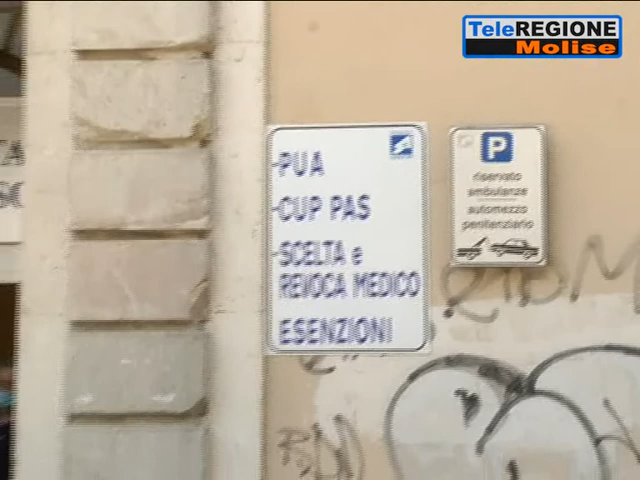 TeleREGIONE
Molise
-PUA
-CUP PAS
-SCELTA e
REVOCA MEDICO
ESENZIONI
P
riservato
ambulanze
automezzo
penitenziario